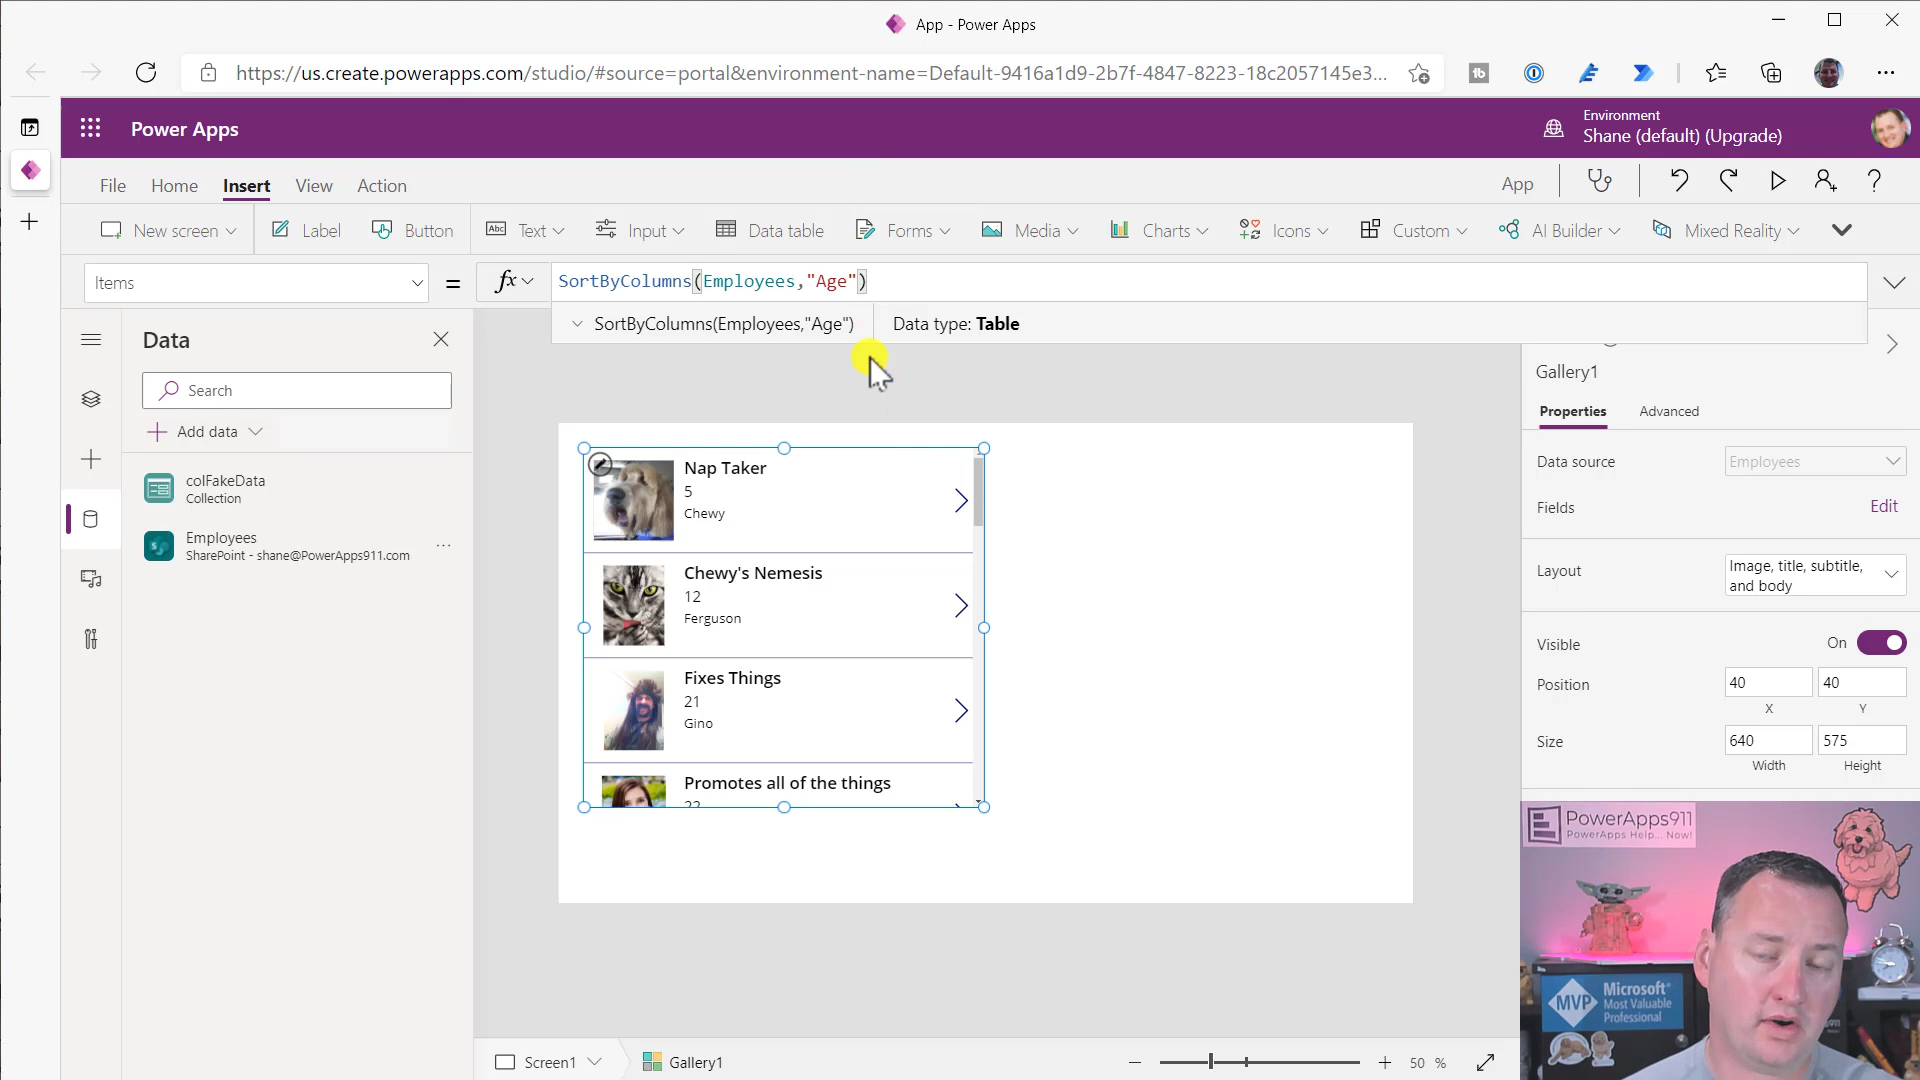 App - Power Apps
https://us.create.powerapps.com/studio/#source=portal&environment-name=Default-9416a1d9-2b7f-4847-8223-18c2057145e3...
Power Apps
Environment
Shane (default) (Upgrade)
File Home Insert View Action App
New screen Label Button Text Input Data table Forms Media Charts Icons Custom AI Builder Mixed Reality
Items = fx SortByColumns(Employees,"Age")
SortByColumns(Employees,"Age") Data type: Table
Data
Search
Add data
colFakeData
Collection
Employees
SharePoint - shane@PowerApps911.com
Nap Taker
5
Chewy
Chewy's Nemesis
12
Ferguson
Fixes Things
21
Gino
Promotes all of the things
22
Gallery1
Properties Advanced
Data source Employees
Fields Edit
Layout Image, title, subtitle,
and body
Visible On
Position 40 40
X Y
Size 640 575
Width Height
PowerApps911
PowerApps Help... Now!
MVP Microsoft
Most Valuable
Professional
Screen1 Gallery1 50 %